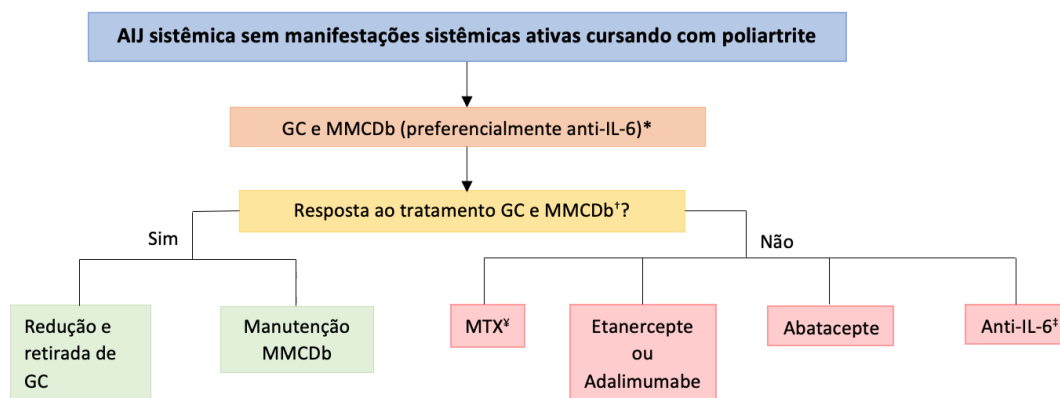 AIJ sistêmica sem manifestações sistêmicas ativas cursando com poliartrite
GC e MMCDb (preferencialmente anti-IL-6)*
Resposta ao tratamento GC e MMCDb†?
Sim
Não
Redução e
retirada de
GC
Manutenção
MMCDb
MTX¥
Etanercepte
ou
Adalimumabe
Abatacepte
Anti-IL-6‡